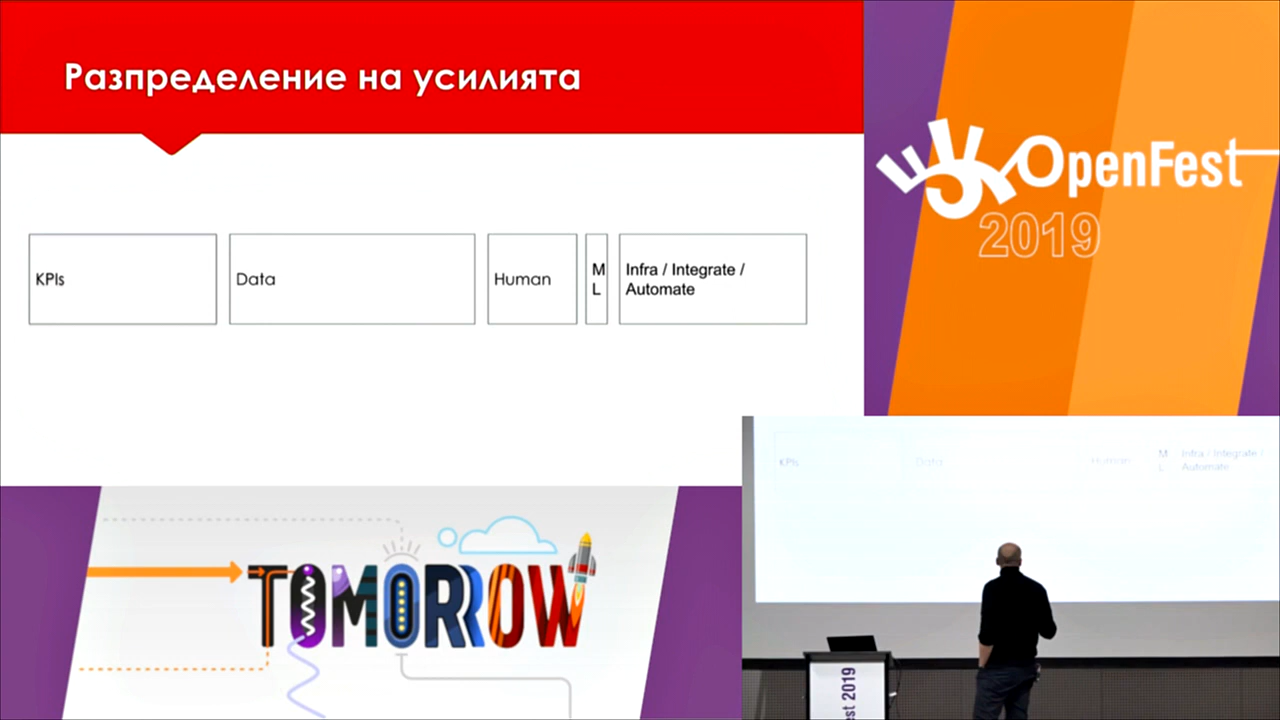 Разпределение на усилията
KPIs
Data
Human
M
L
Infra / Integrate /
Automate
OpenFest
2019
TOMORROW
KPIs
Data
Human
M
L
Infra / Integrate /
Automate
est 2019